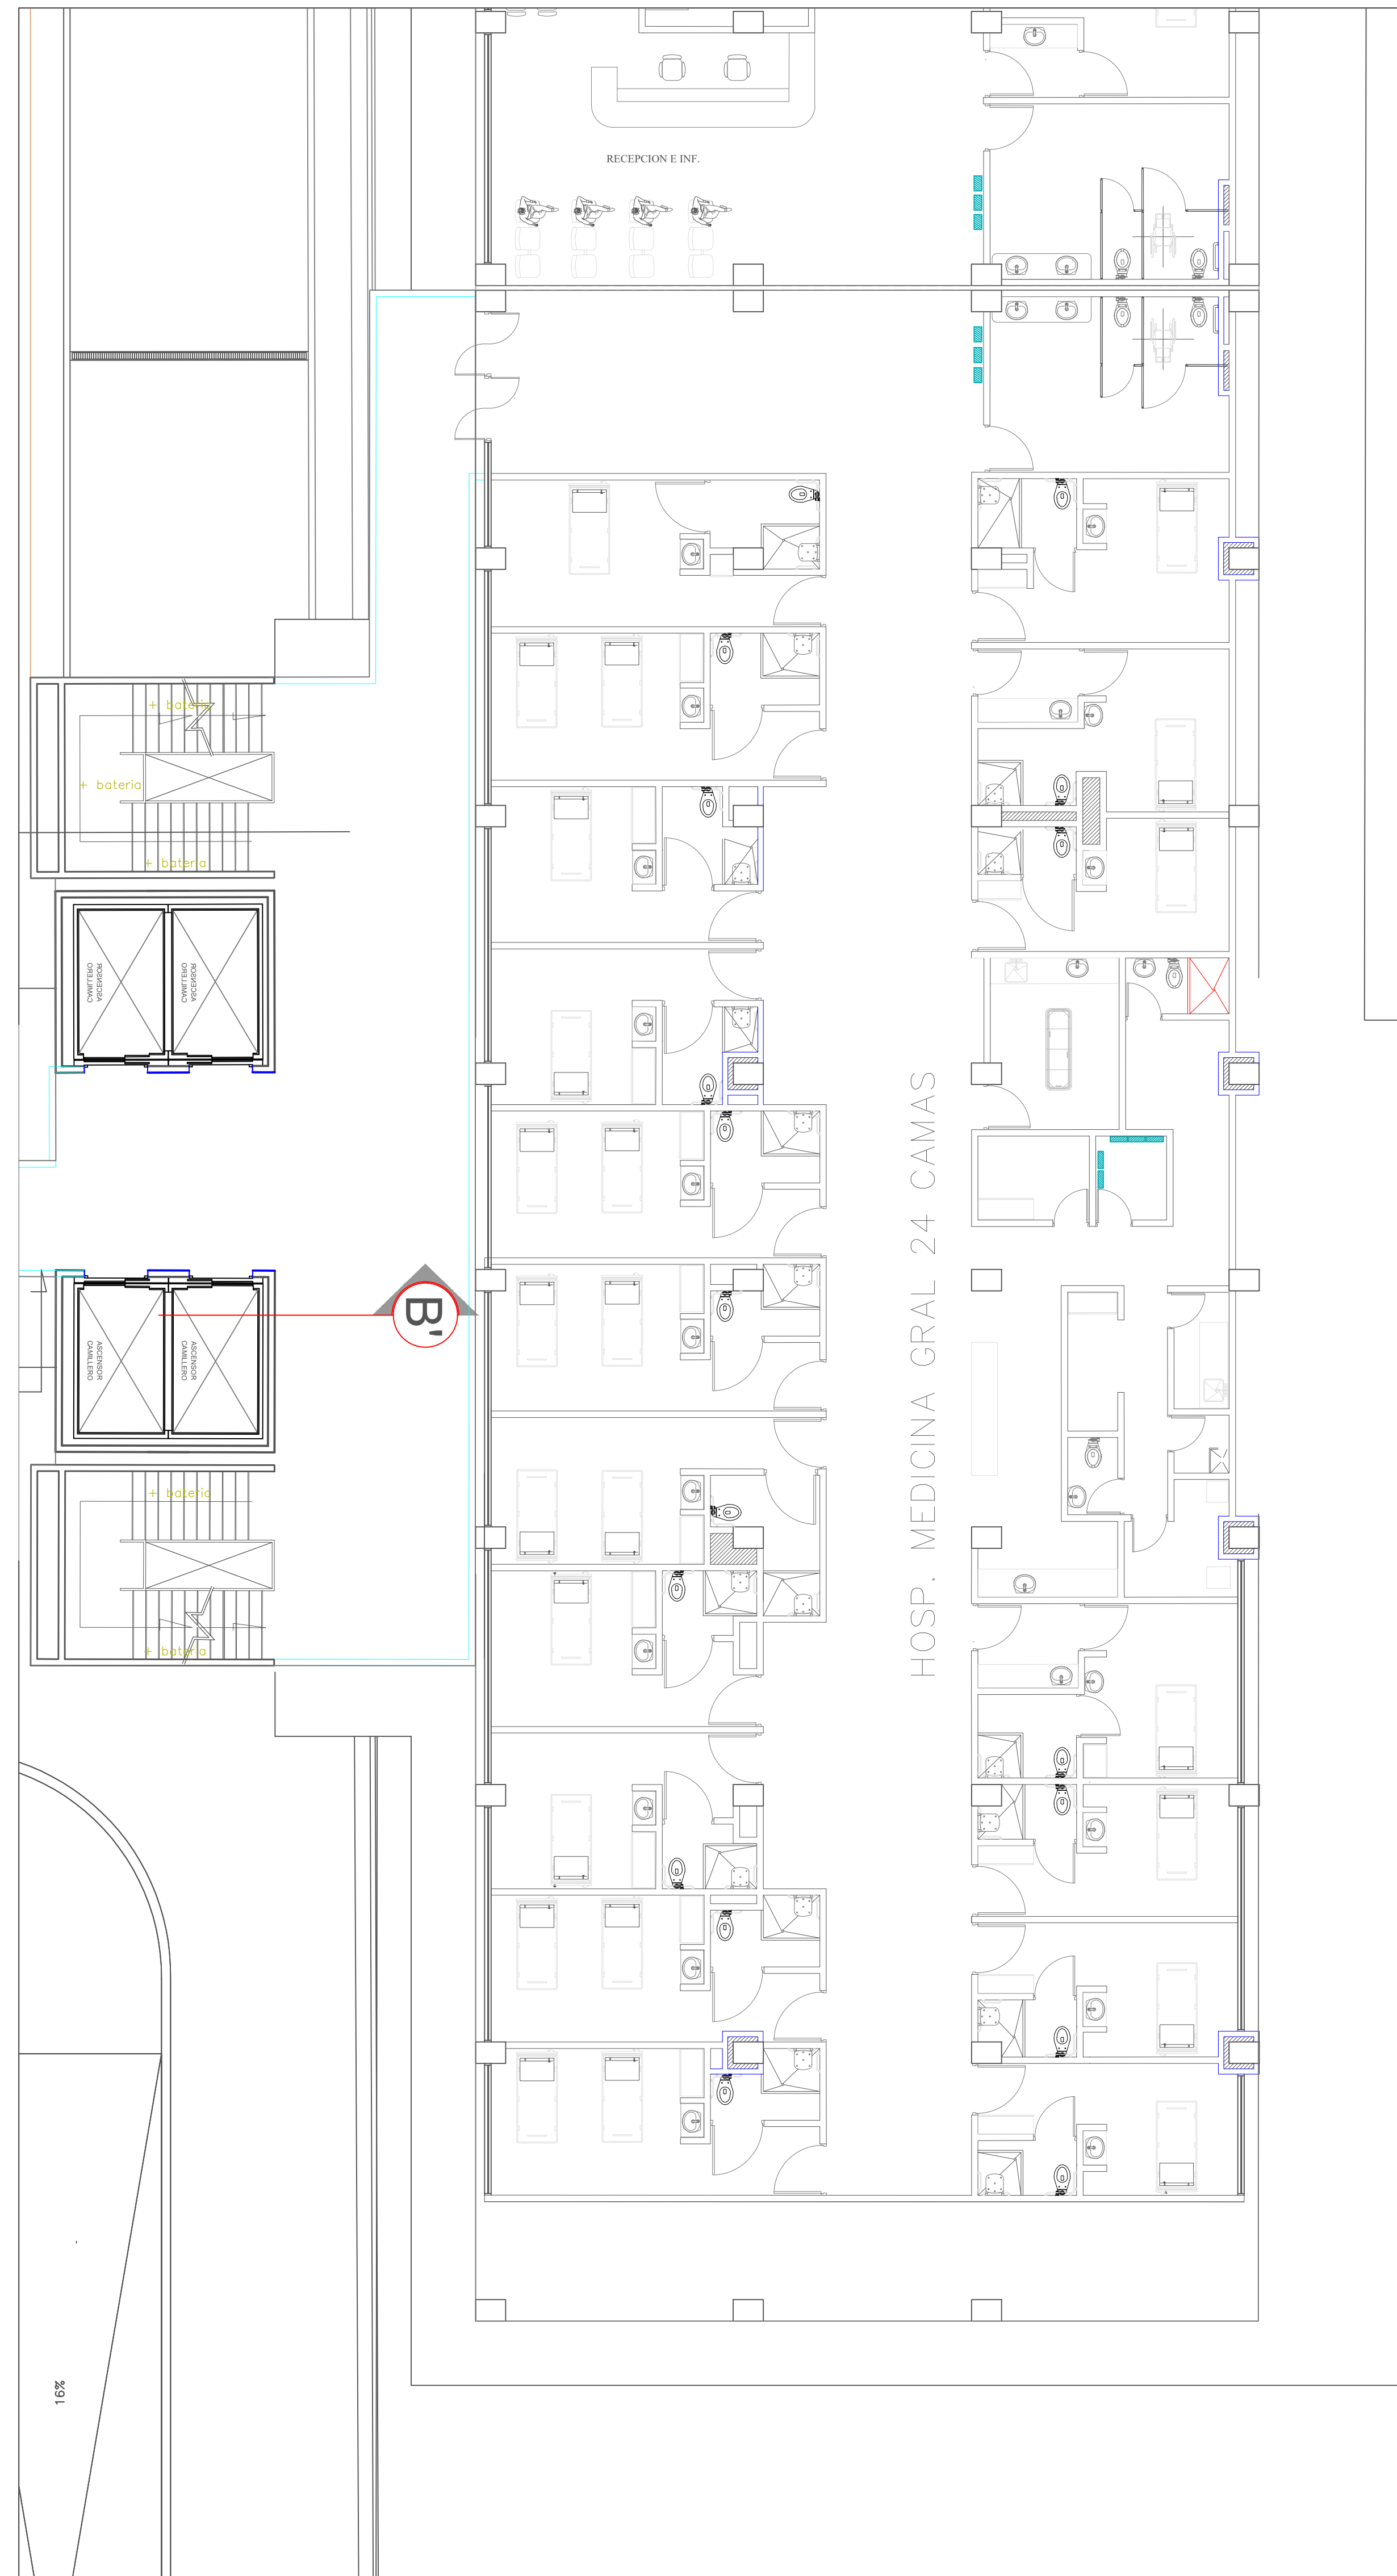 RECEPCION E INF.
+ bateria
+ bateria
+ bateria
ASCENSOR
CAMILLERO
ASCENSOR
CAMILLERO
HOSP. MEDICINA GRAL 24 CAMAS
B'
ASCENSOR
CAMILLERO
ASCENSOR
CAMILLERO
+ bateria
+ bateria
16%